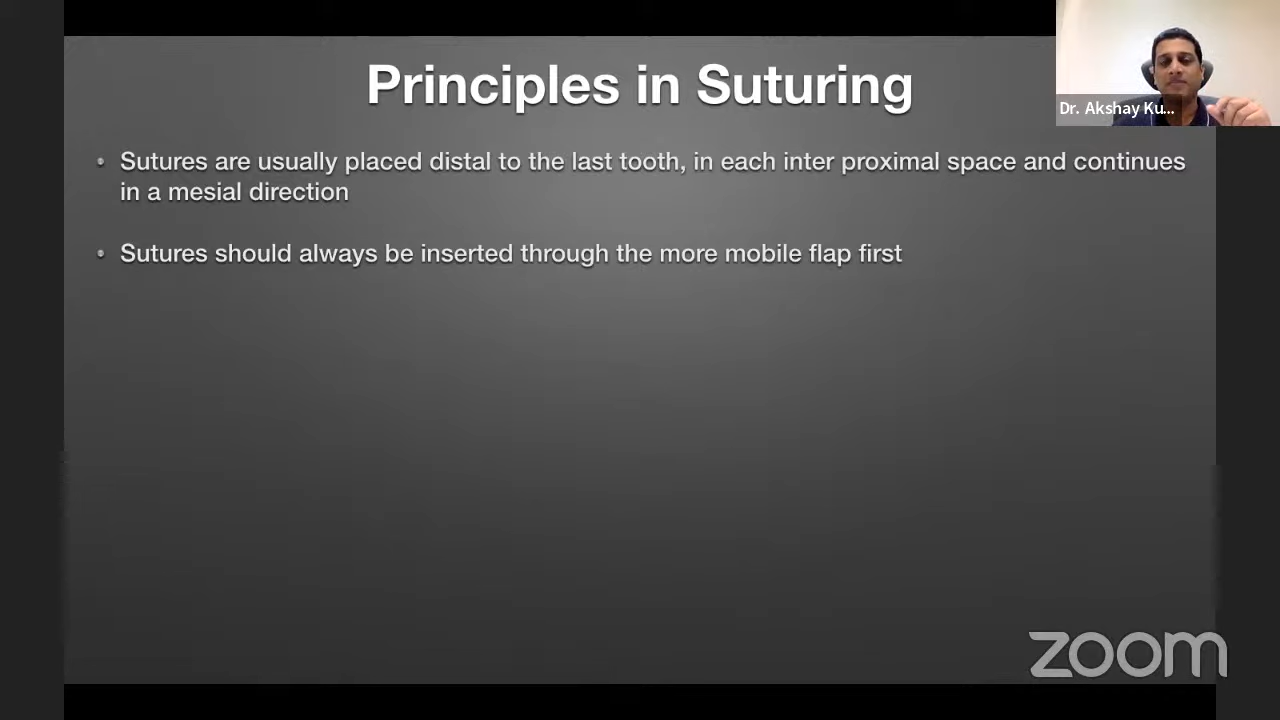 Principles in Suturing
Dr. Akshay Ku...
• Sutures are usually placed distal to the last tooth, in each inter proximal space and continues
in a mesial direction
• Sutures should always be inserted through the more mobile flap first
zoom